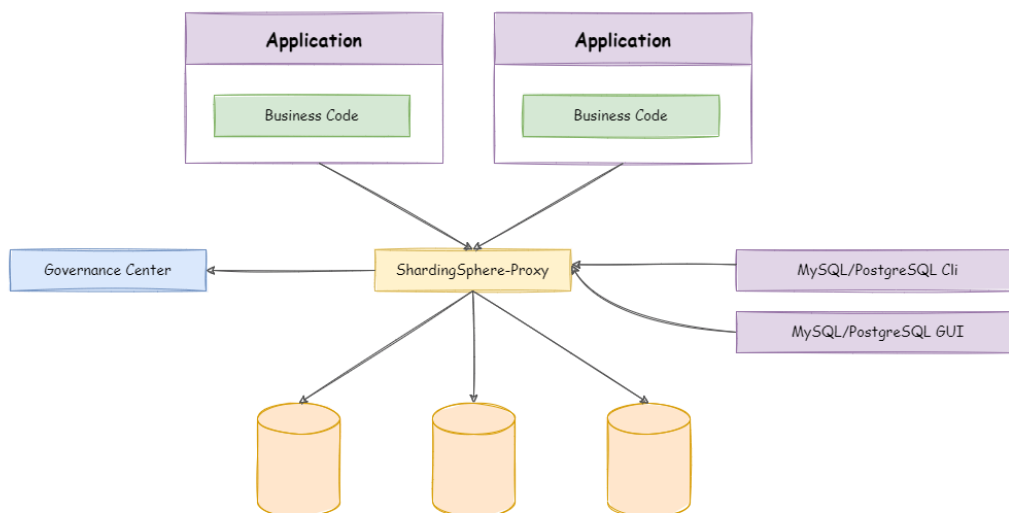 Application
Application
Business Code
Business Code
Governance Center
ShardingSphere-Proxy
MySQL/PostgreSQL Cli
MySQL/PostgreSQL GUI